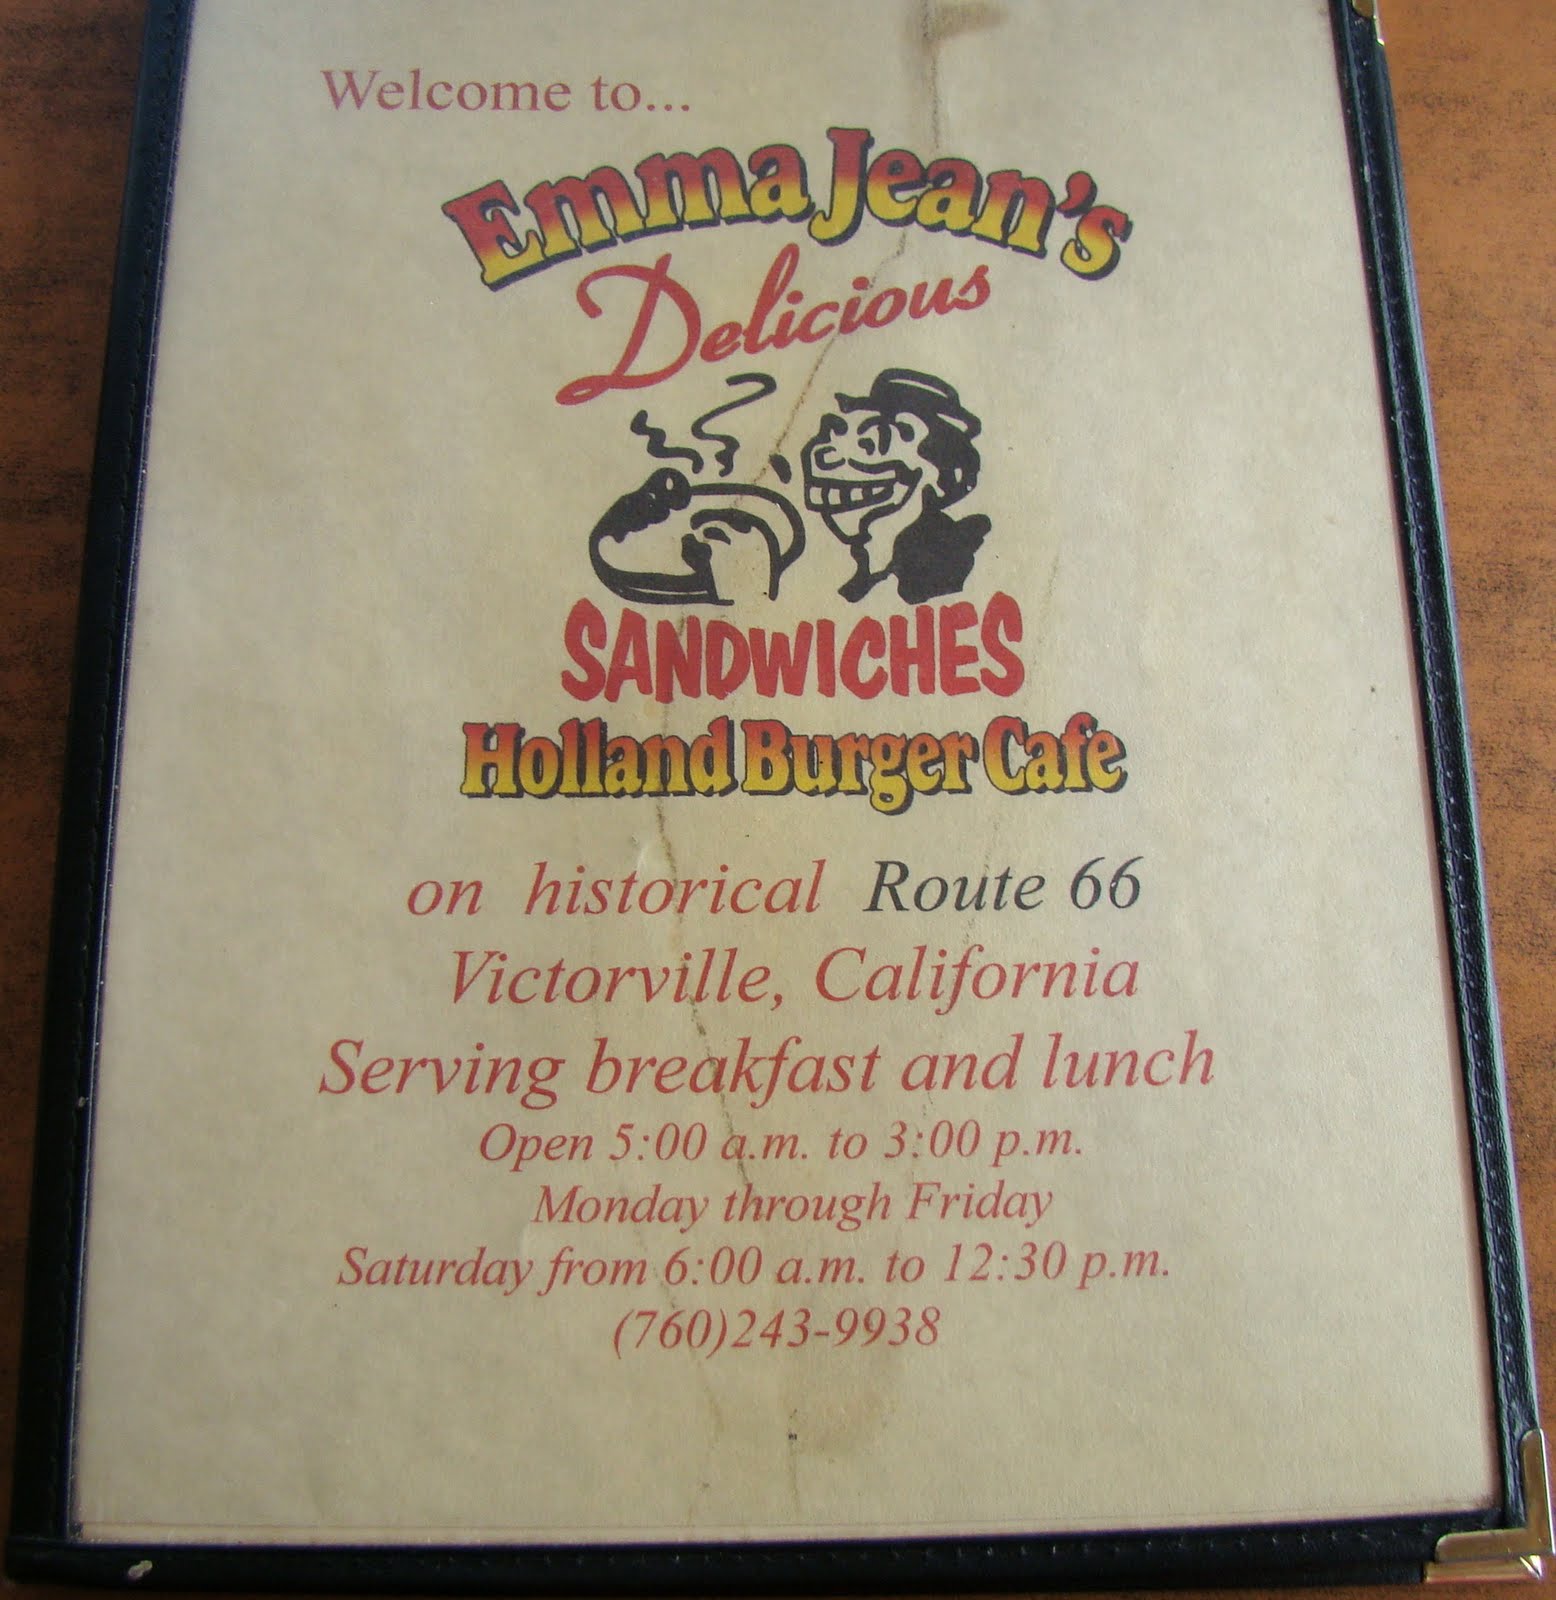 Welcome to...
Emma Jean's
Delicious
SANDWICHES
Holland Burger Cafe
on historical Route 66
Victorville, California
Serving breakfast and lunch
Open 5:00 a.m. to 3:00 p.m.
Monday through Friday
Saturday from 6:00 a.m. to 12:30 p.m.
(760)243-9938